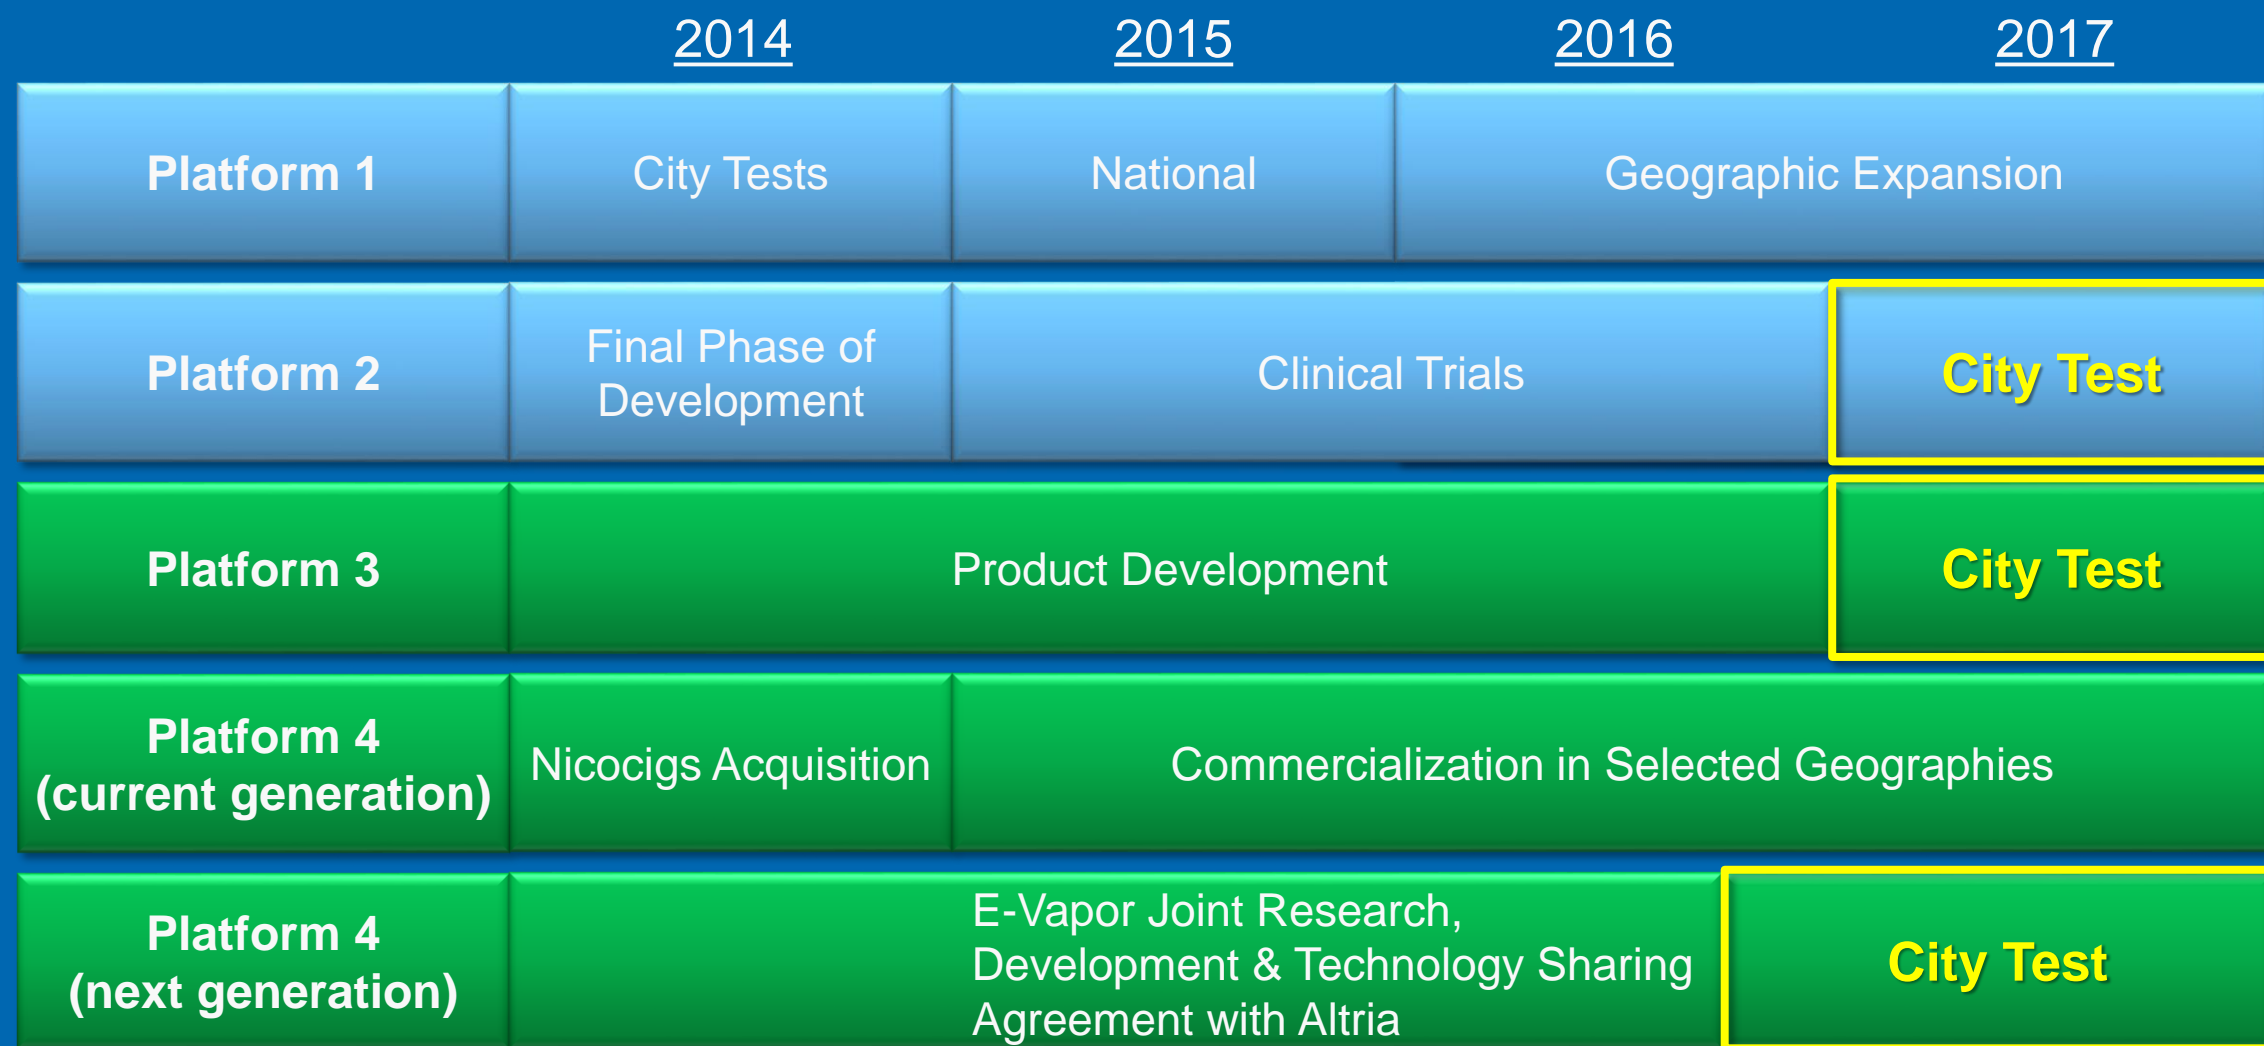 2014 2015 2016 2017
Platform 1 City Tests National Geographic Expansion
Platform 2 Final Phase of
Development Clinical Trials City Test
Platform 3 Product Development City Test
Platform 4
(current generation) Nicocigs Acquisition Commercialization in Selected Geographies
Platform 4
(next generation) E-Vapor Joint Research,
Development & Technology Sharing
Agreement with Altria City Test